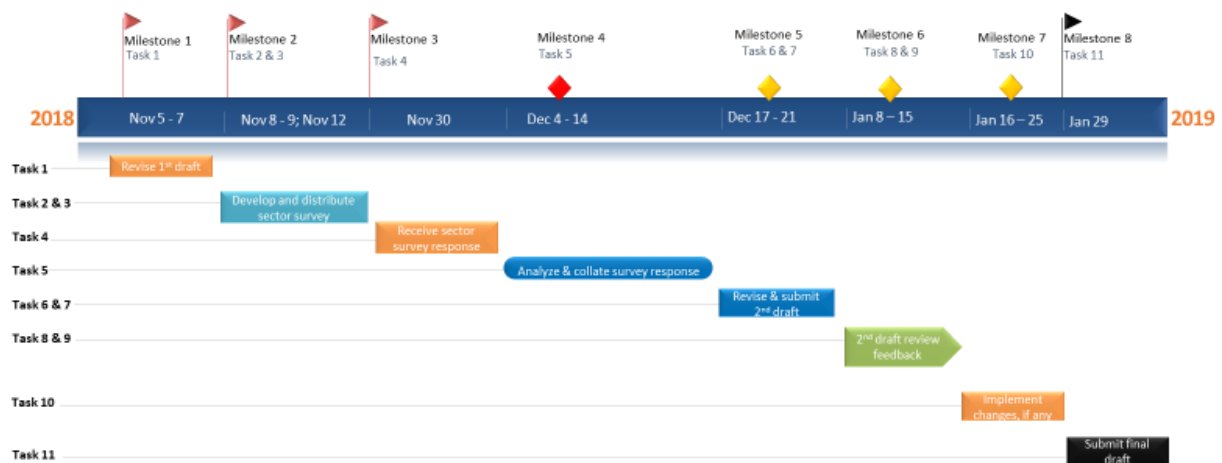 Milestone 1
Task 1
Milestone 2
Task 2 & 3
Milestone 3
Task 4
Milestone 4
Task 5
Milestone 5
Task 6 & 7
Milestone 6
Task 8 & 9
Milestone 7
Task 10
Milestone 8
Task 11
2018
Nov 5 - 7
Nov 8 - 9; Nov 12
Nov 30
Dec 4 - 14
Dec 17 - 21
Jan 8 – 15
Jan 16 – 25
Jan 29
2019
Task 1
Revise 1st draft
Task 2 & 3
Develop and distribute
sector survey
Task 4
Receive sector
survey response
Task 5
Analyze & collate survey response
Task 6 & 7
Revise & submit
2nd draft
Task 8 & 9
2nd draft review
feedback
Task 10
Implement
changes, if any
Task 11
Submit final
draft